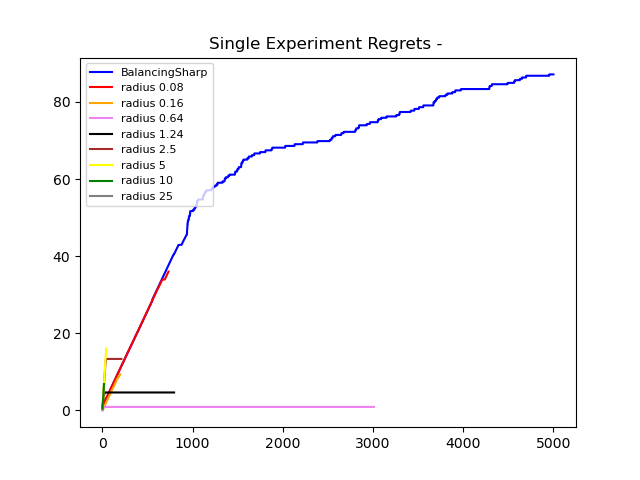 Single Experiment Regrets -
BalancingSharp
radius 0.08
radius 0.16
radius 0.64
radius 1.24
radius 2.5
radius 5
radius 10
radius 25
80
60
40
20
0
0 1000 2000 3000 4000 5000